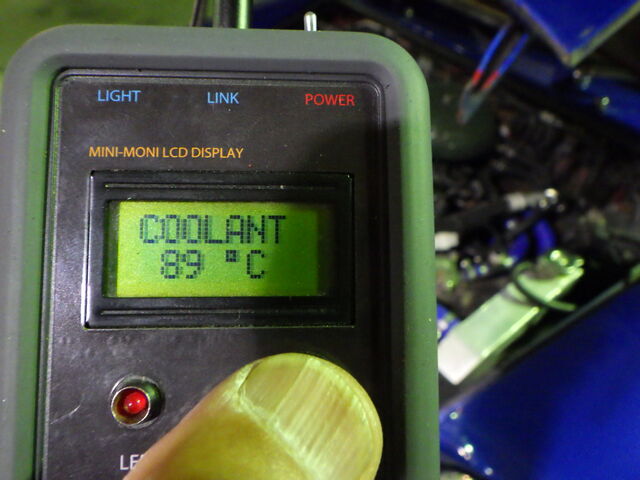 LIGHT LINK POWER
MINI-MONI LCD DISPLAY
COOLANT
89 °C